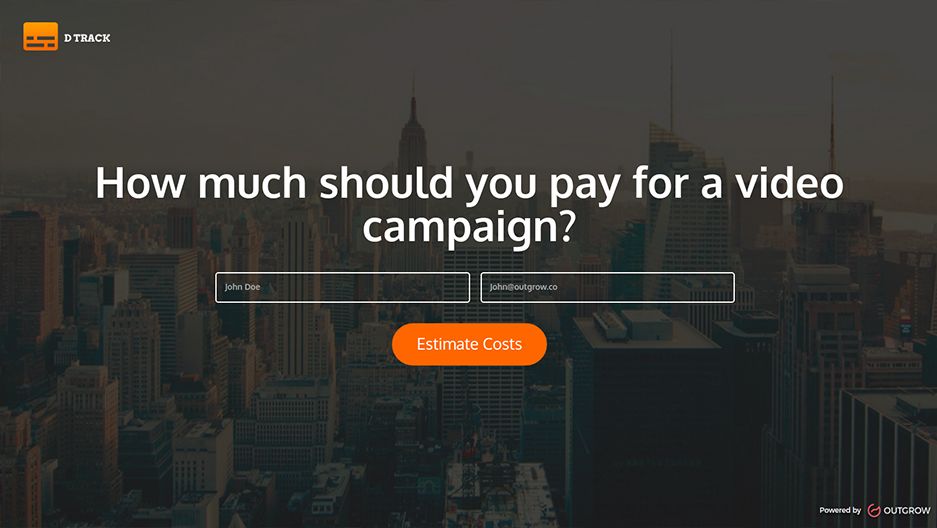 D TRACK
How much should you pay for a video
campaign?
John Doe
John@outgrow.co
Estimate Costs
Powered by OUTGROW